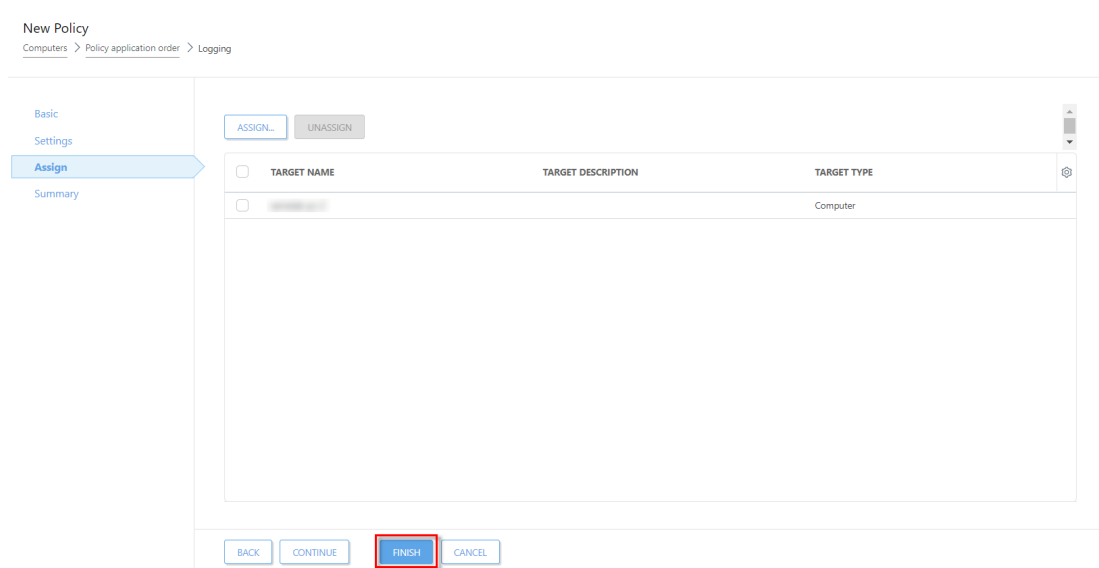 New Policy
Computers > Policy application order > Logging
Basic
Settings
Assign
Summary
ASSIGN... UNASSIGN
TARGET NAME TARGET DESCRIPTION TARGET TYPE
Computer
BACK CONTINUE FINISH CANCEL